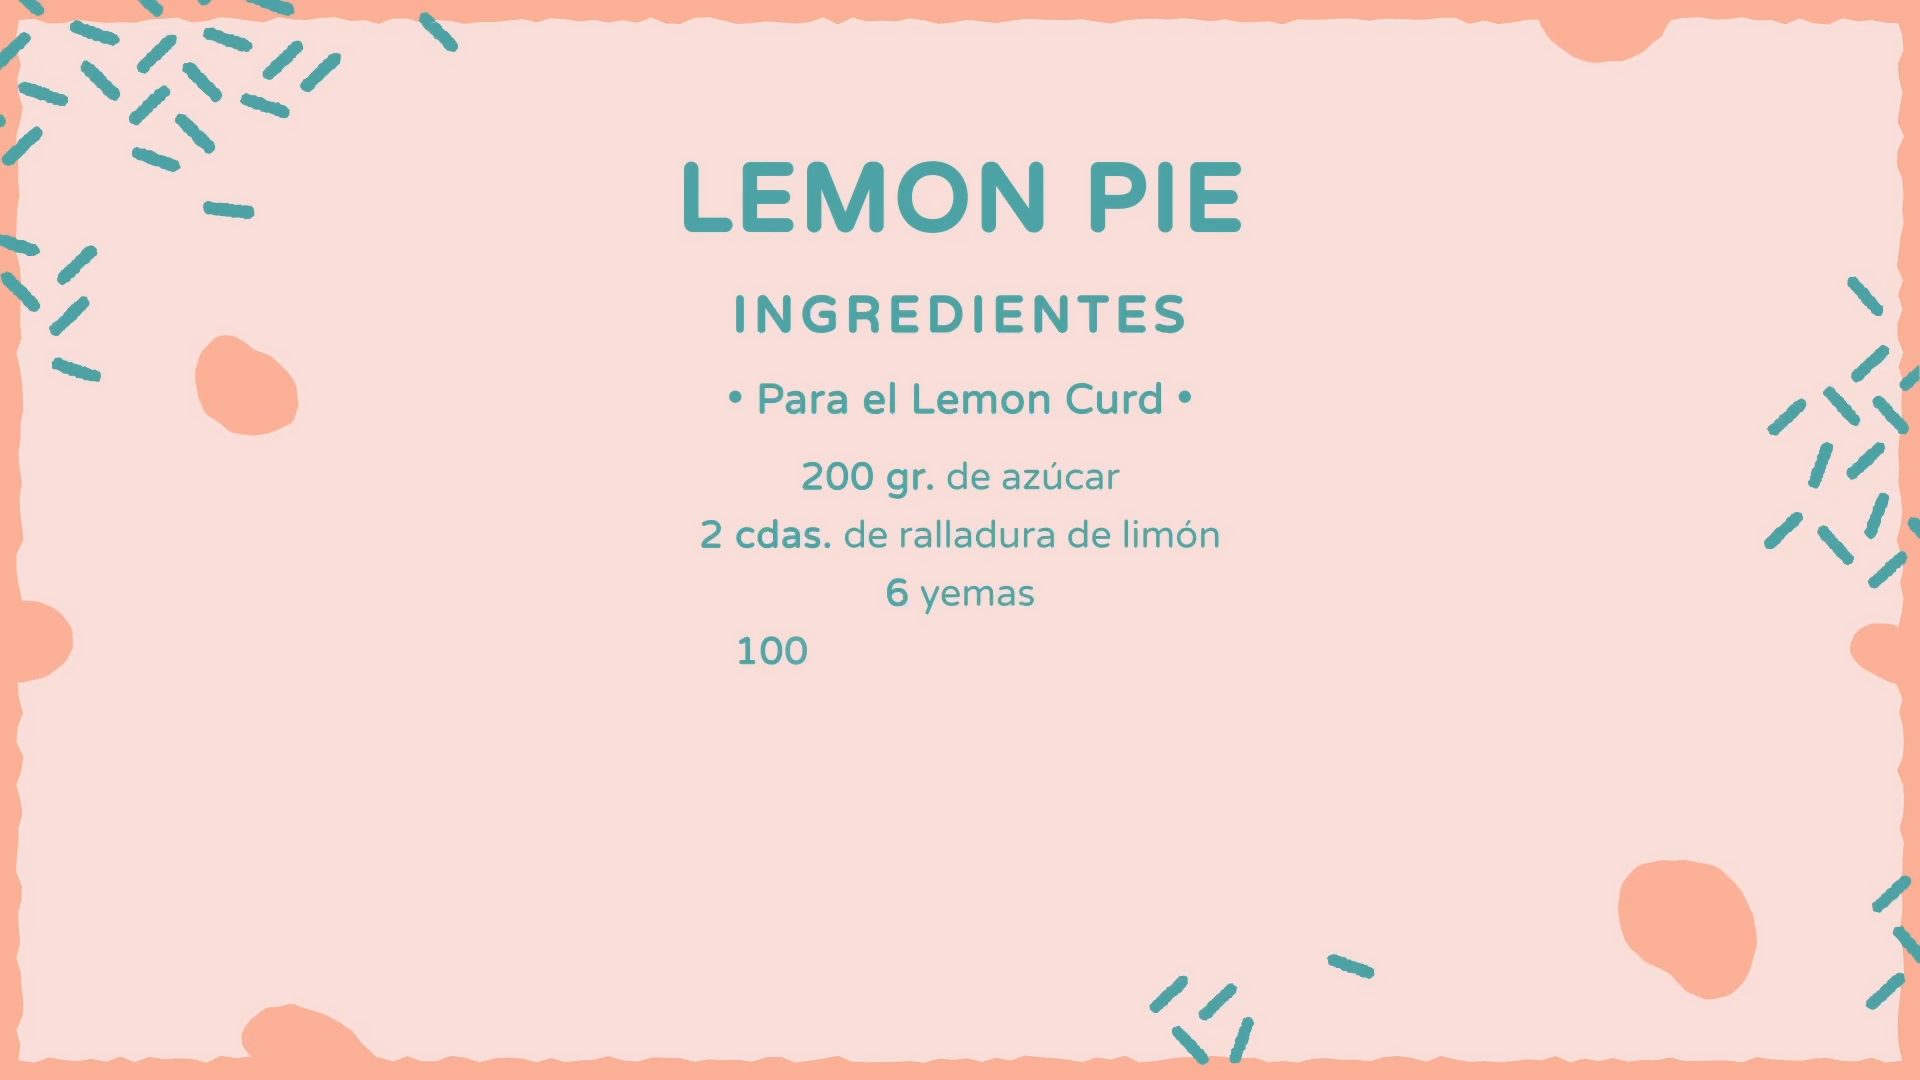 LEMON PIE
INGREDIENTES
• Para el Lemon Curd •
200 gr. de azúcar
2 cdas. de ralladura de limón
6 yemas
100